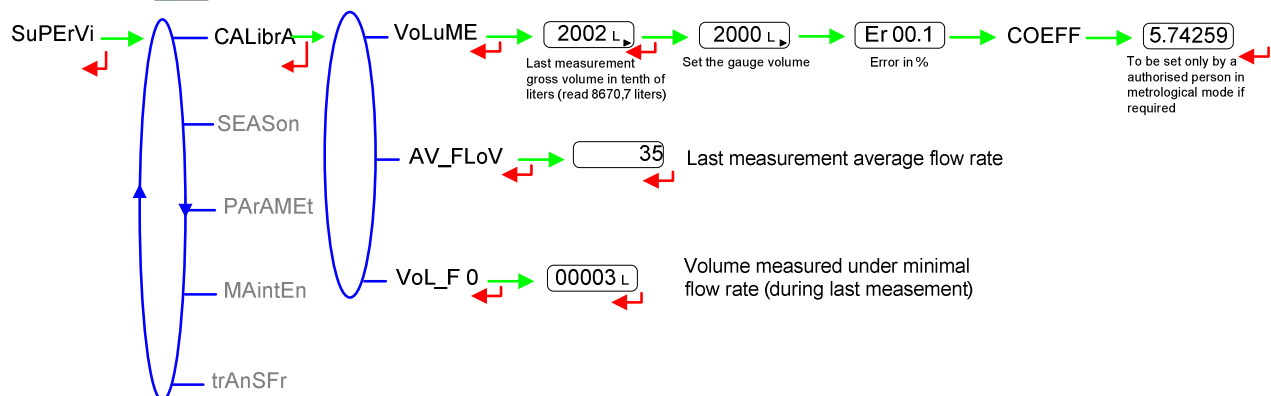 SuPErVi
CALibrA
VoLuME
2002 L
2000 L
Er 00.1
COEFF
5.74259
Last measurement
gross volume in tenth of
liters (read 8670,7 liters)
Set the gauge volume
Error in %
To be set only by a
authorised person in
metrological mode if
required
SEASon
AV_FLoV
35
Last measurement average flow rate
PArAMEt
VoL_F 0
00003 L
Volume measured under minimal
flow rate (during last measement)
MAintEn
trAnSFr